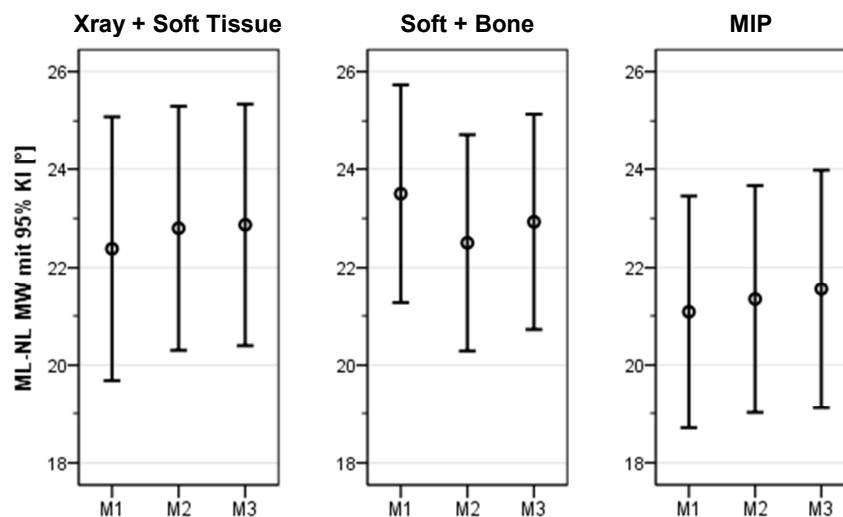 Xray + Soft Tissue
Soft + Bone
MIP
ML-NL MW mit 95% KI [°]
26
24
22
20
18
26
24
22
20
18
26
24
22
20
18
M1 M2 M3
M1 M2 M3
M1 M2 M3